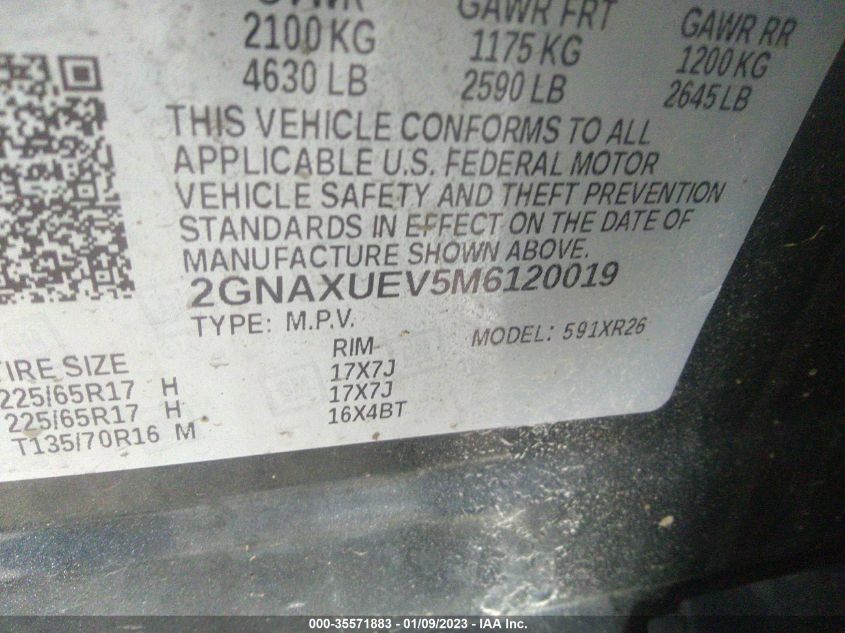 GVWR GAWR FRT GAWR RR
2100 KG 1175 KG 1200 KG
4630 LB 2590 LB 2645 LB
THIS VEHICLE CONFORMS TO ALL
APPLICABLE U.S. FEDERAL MOTOR
VEHICLE SAFETY AND THEFT PREVENTION
STANDARDS IN EFFECT ON THE DATE OF
MANUFACTURE SHOWN ABOVE.
2GNAXUEV5M6120019
TYPE: M.P.V. MODEL: 591XR26
TIRE SIZE RIM
225/65R17 H 17X7J
225/65R17 H 17X7J
T135/70R16 M 16X4BT
000-35571883 / 01/09/2023 - IAA Inc.